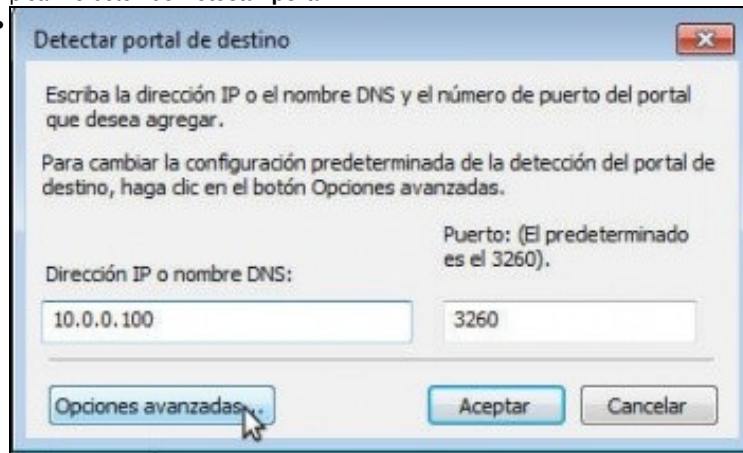 Detectar portal de destino
Escriba la dirección IP o el nombre DNS y el número de puerto del portal
que desea agregar.
Para cambiar la configuración predeterminada de la detección del portal de
destino, haga clic en el botón Opciones avanzadas.
Dirección IP o nombre DNS:
Puerto: (El predeterminado
es el 3260).
10.0.0.100
3260
Opciones avanzadas...
Aceptar
Cancelar